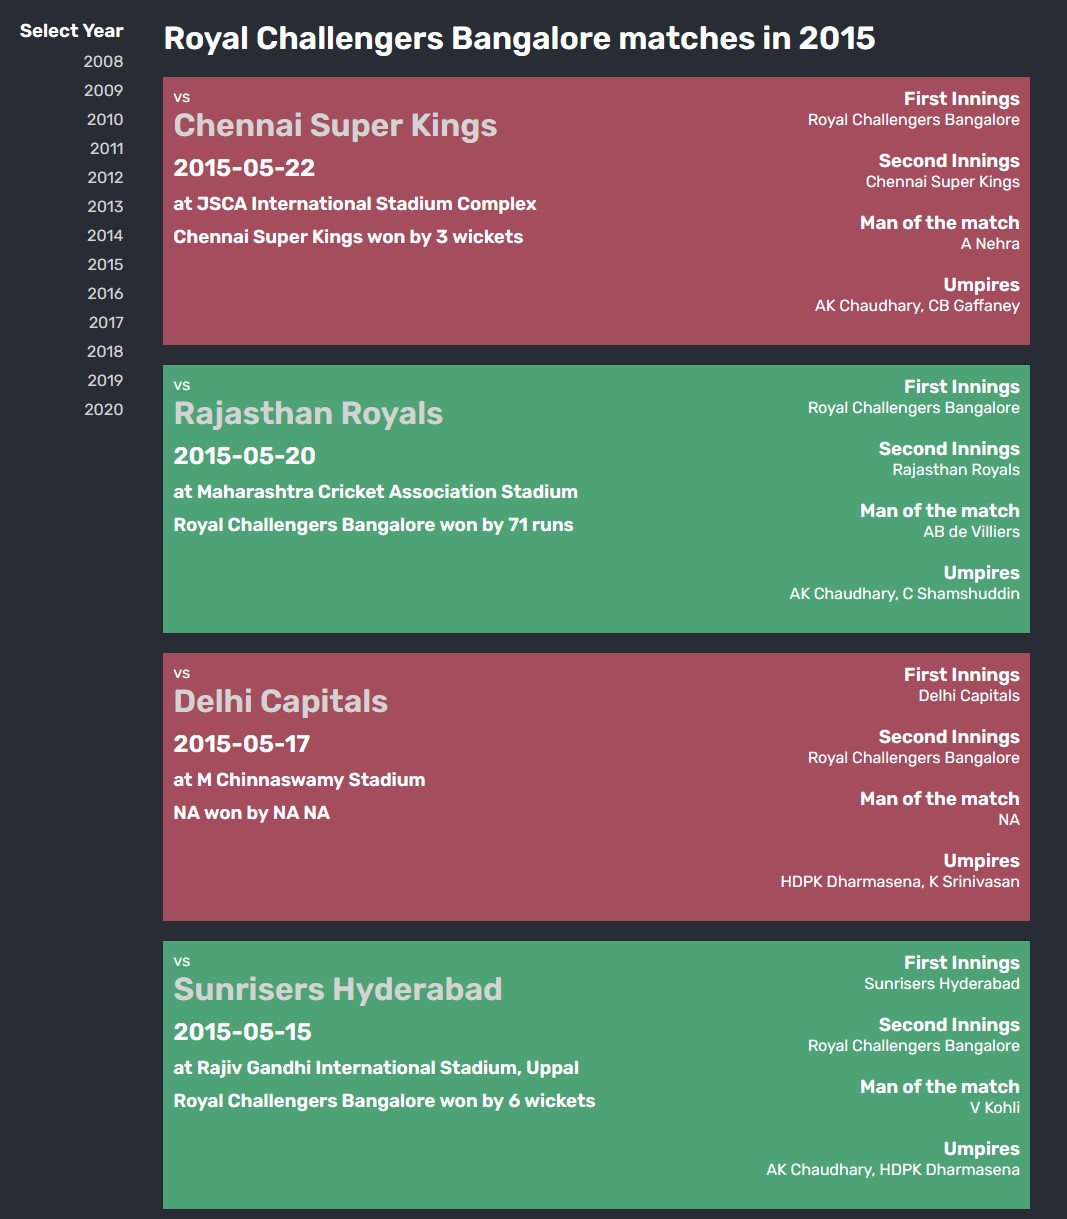 Select Year
2008
2009
2010
2011
2012
2013
2014
2015
2016
2017
2018
2019
2020
Royal Challengers Bangalore matches in 2015
vs
Chennai Super Kings
2015-05-22
at JSCA International Stadium Complex
Chennai Super Kings won by 3 wickets
First Innings
Royal Challengers Bangalore
Second Innings
Chennai Super Kings
Man of the match
A Nehra
Umpires
AK Chaudhary, CB Gaffaney
vs
Rajasthan Royals
2015-05-20
at Maharashtra Cricket Association Stadium
Royal Challengers Bangalore won by 71 runs
First Innings
Royal Challengers Bangalore
Second Innings
Rajasthan Royals
Man of the match
AB de Villiers
Umpires
AK Chaudhary, C Shamshuddin
vs
Delhi Capitals
2015-05-17
at M Chinnaswamy Stadium
NA won by NA NA
First Innings
Delhi Capitals
Second Innings
Royal Challengers Bangalore
Man of the match
NA
Umpires
HDPK Dharmasena, K Srinivasan
vs
Sunrisers Hyderabad
2015-05-15
at Rajiv Gandhi International Stadium, Uppal
Royal Challengers Bangalore won by 6 wickets
First Innings
Sunrisers Hyderabad
Second Innings
Royal Challengers Bangalore
Man of the match
V Kohli
Umpires
AK Chaudhary, HDPK Dharmasena